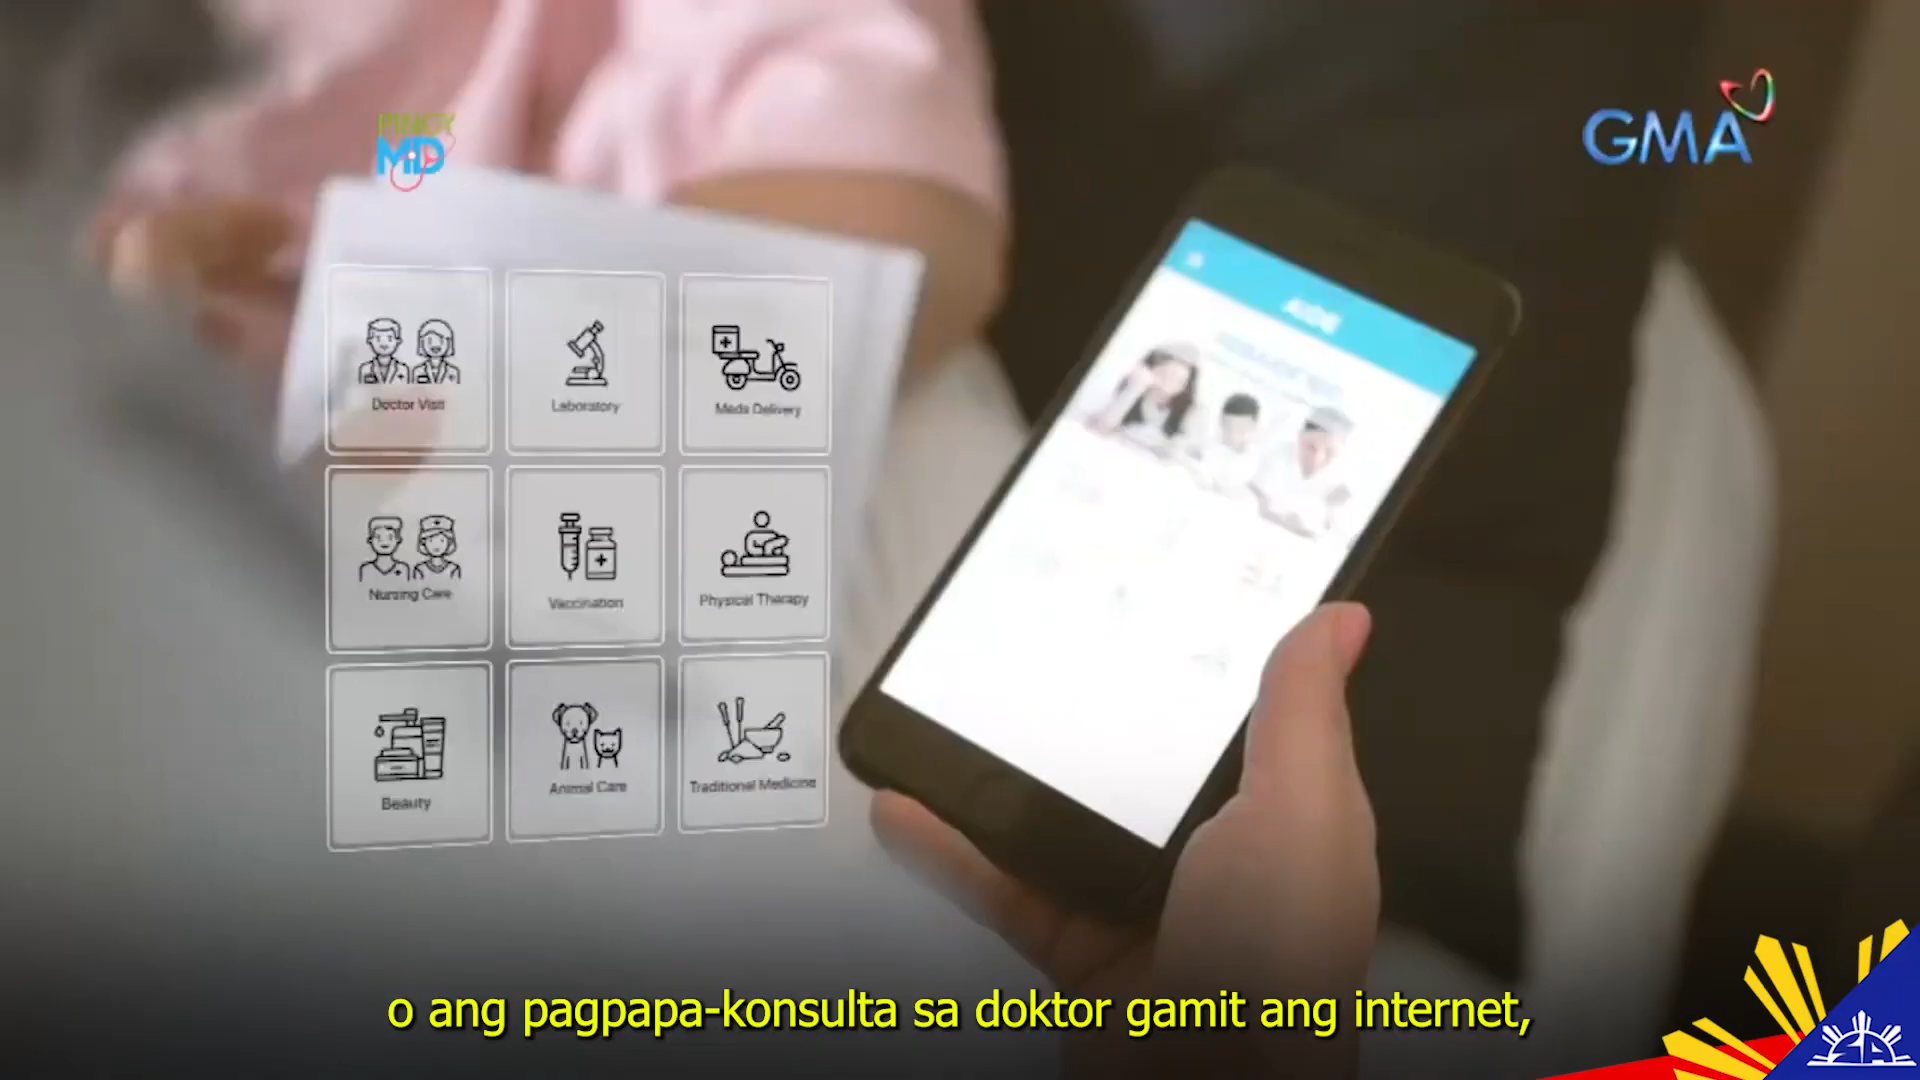 PINOY
MD
GMA
Doctor Visit
Laboratory
Meds Delivery
AIDE
Nursing Care
Vaccination
Physical Therapy
Beauty
Animal Care
Traditional Medicine
o ang pagpapa-konsulta sa doktor gamit ang internet,